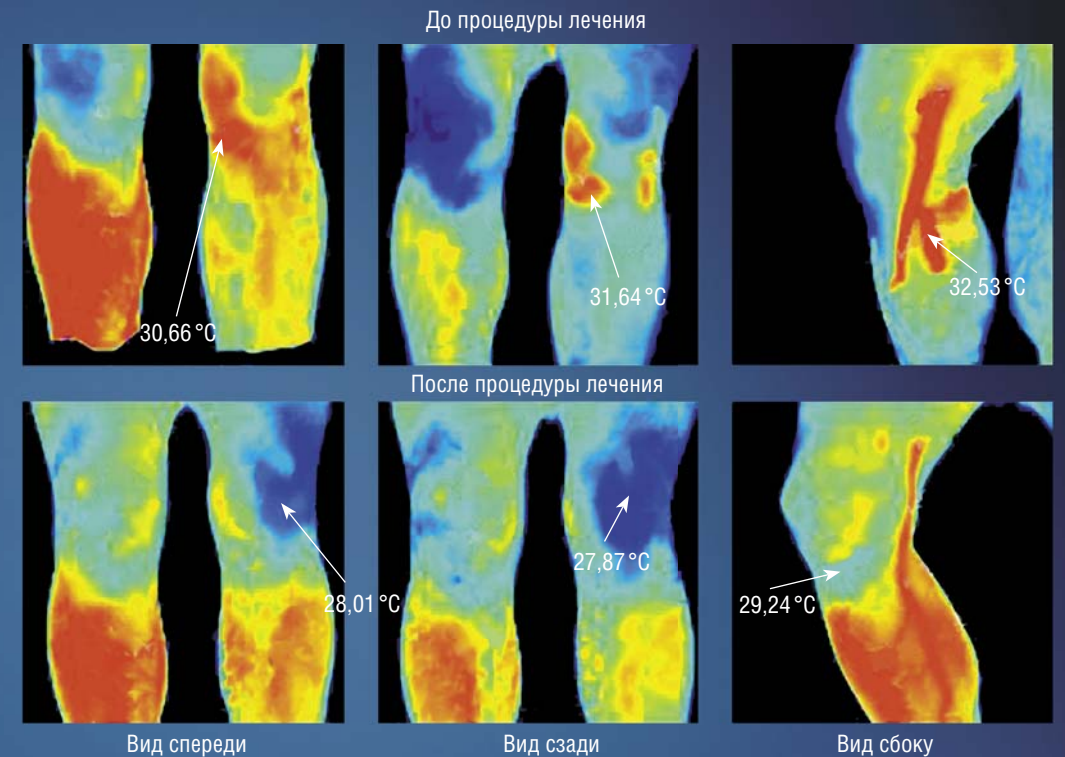 До процедуры лечения
30,66 °C
31,64 °C
32,53 °C
После процедуры лечения
28,01 °C
27,87 °C
29,24 °C
Вид спереди
Вид сзади
Вид сбоку